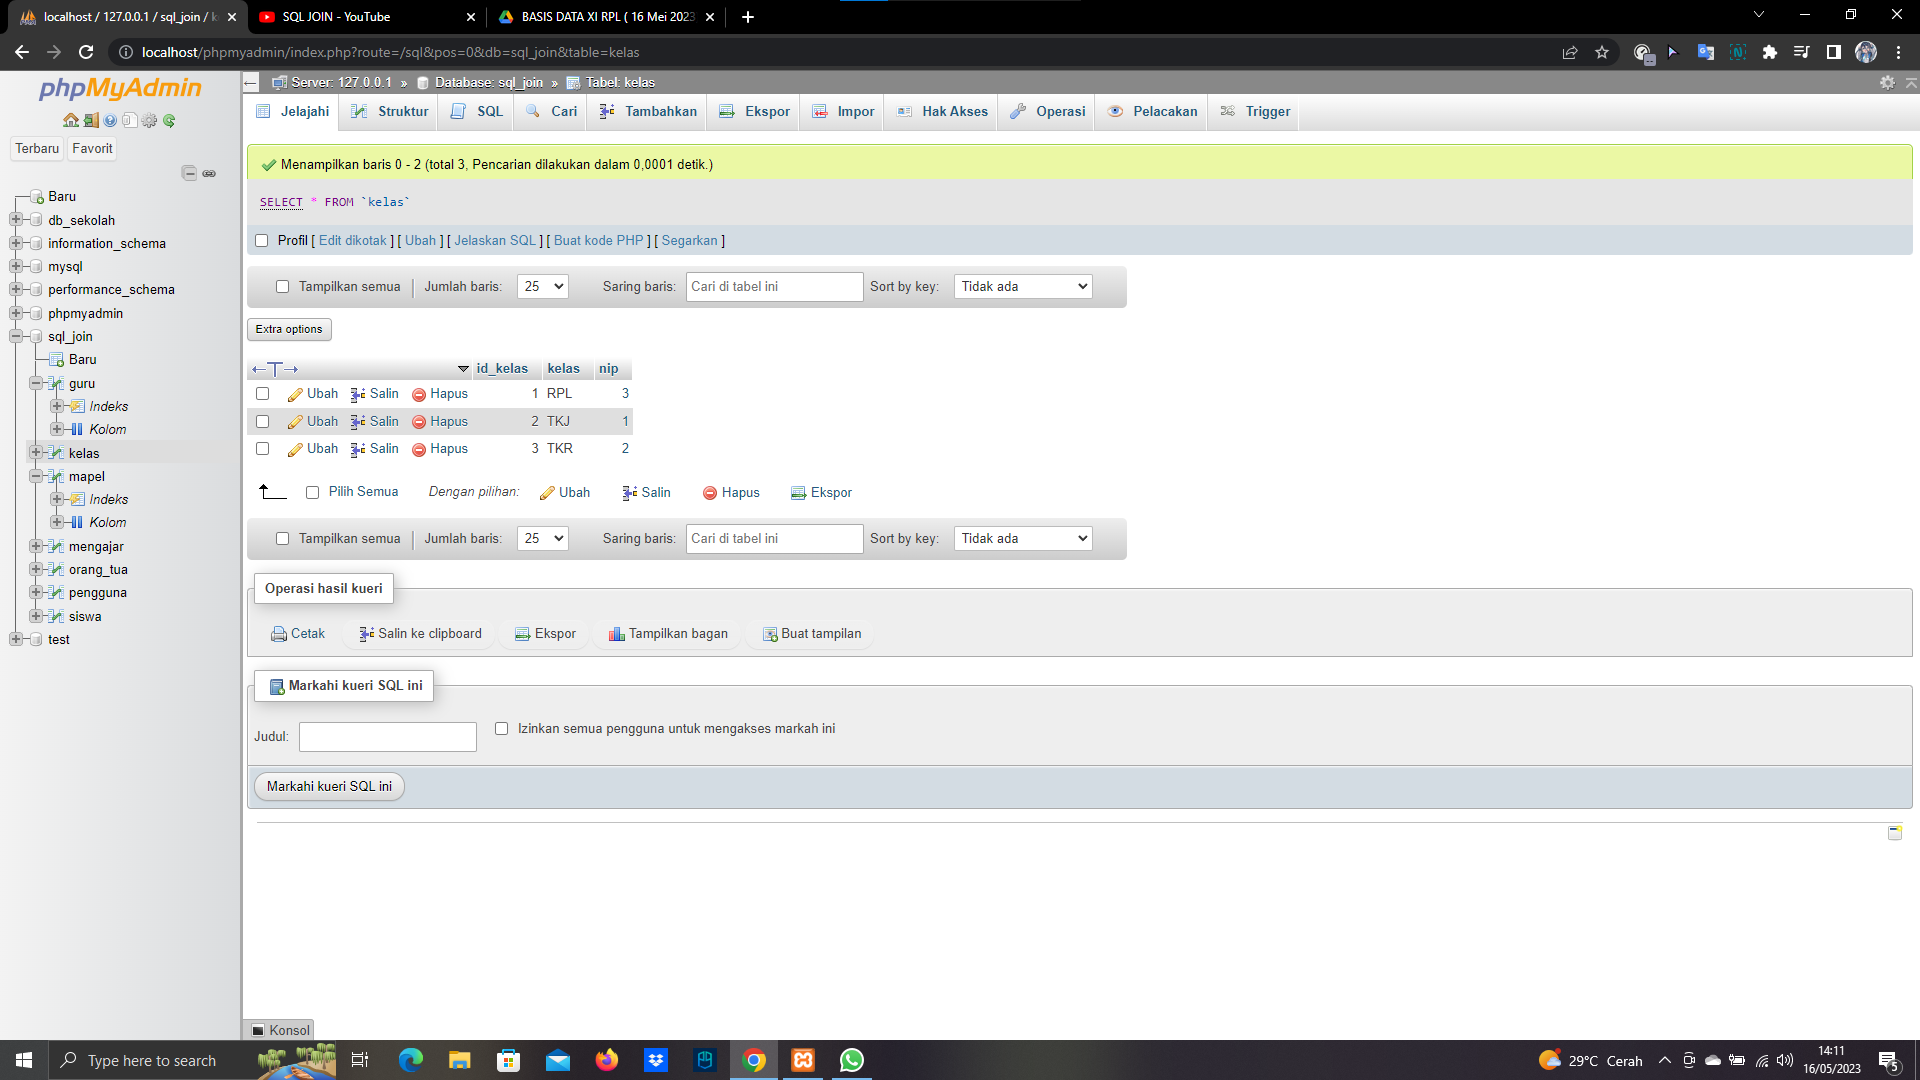 localhost / 127.0.0.1 / sql_join / k
SQL JOIN - YouTube
BASIS DATA XI RPL ( 16 Mei 2023
localhost/phpmyadmin/index.php?route=/sql&pos=0&db=sql_join&table=kelas
phpMyAdmin
Terbaru Favorit
Baru
db_sekolah
information_schema
mysql
performance_schema
phpmyadmin
sql_join
Baru
guru
Indeks
Kolom
kelas
mapel
Indeks
Kolom
mengajar
orang_tua
pengguna
siswa
test
Server: 127.0.0.1 » Database: sql_join » Tabel: kelas
Jelajahi Struktur SQL Cari Tambahkan Ekspor Impor Hak Akses Operasi Pelacakan Trigger
Menampilkan baris 0 - 2 (total 3, Pencarian dilakukan dalam 0,0001 detik.)
SELECT * FROM `kelas`
Profil [ Edit dikotak ] [ Ubah ] [ Jelaskan SQL ] [ Buat kode PHP ] [ Segarkan ]
Tampilkan semua Jumlah baris: 25 Saring baris: Cari di tabel ini Sort by key: Tidak ada
Extra options
←T→ id_kelas kelas nip
Ubah Salin Hapus 1 RPL 3
Ubah Salin Hapus 2 TKJ 1
Ubah Salin Hapus 3 TKR 2
Pilih Semua Dengan pilihan: Ubah Salin Hapus Ekspor
Tampilkan semua Jumlah baris: 25 Saring baris: Cari di tabel ini Sort by key: Tidak ada
Operasi hasil kueri
Cetak Salin ke clipboard Ekspor Tampilkan bagan Buat tampilan
Markahi kueri SQL ini
Judul: Izinkan semua pengguna untuk mengakses markah ini
Markahi kueri SQL ini
Konsol
Type here to search
29°C Cerah
14:11
16/05/2023
5